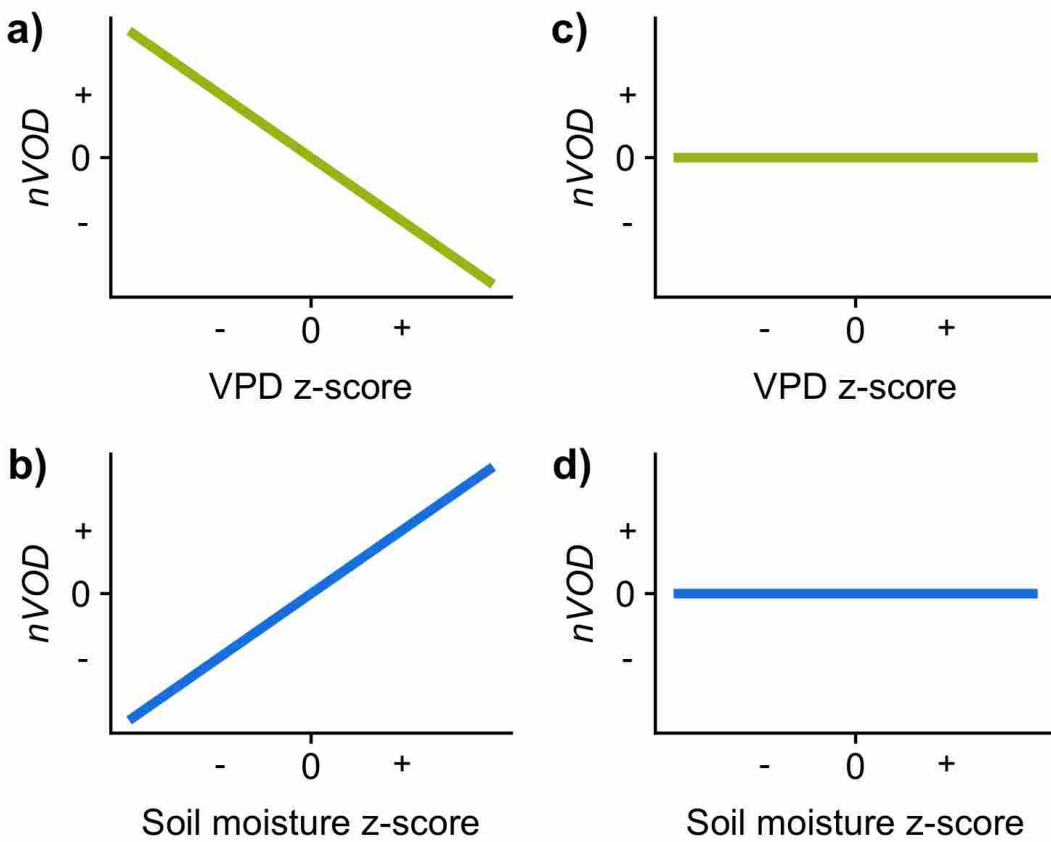 a)
nVOD
+
0
-
- 0 +
VPD z-score
c)
nVOD
+
0
-
- 0 +
VPD z-score
b)
nVOD
+
0
-
- 0 +
Soil moisture z-score
d)
nVOD
+
0
-
- 0 +
Soil moisture z-score